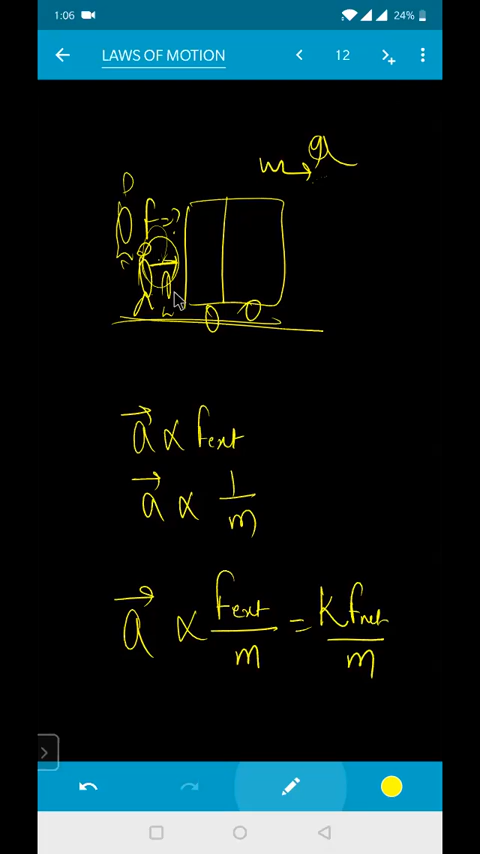 1:06
24%
LAWS OF MOTION
12
m → a
F = ?
a⃗ ∝ Fext
a⃗ ∝ 1/m
a⃗ ∝ Fext/m = K Fnet/m